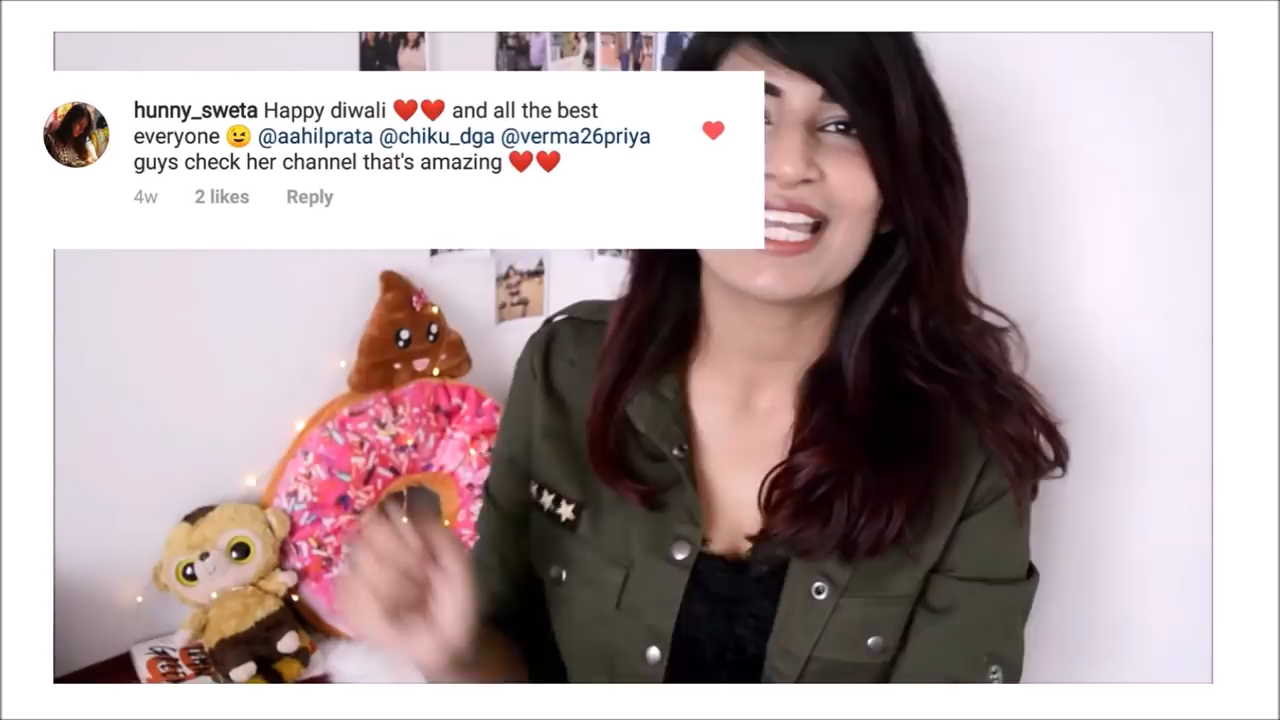 hunny_sweta Happy diwali ❤️❤️ and all the best
everyone 😉 @aahilprata @chiku_dga @verma26priya
guys check her channel that's amazing ❤️❤️
4w 2 likes Reply